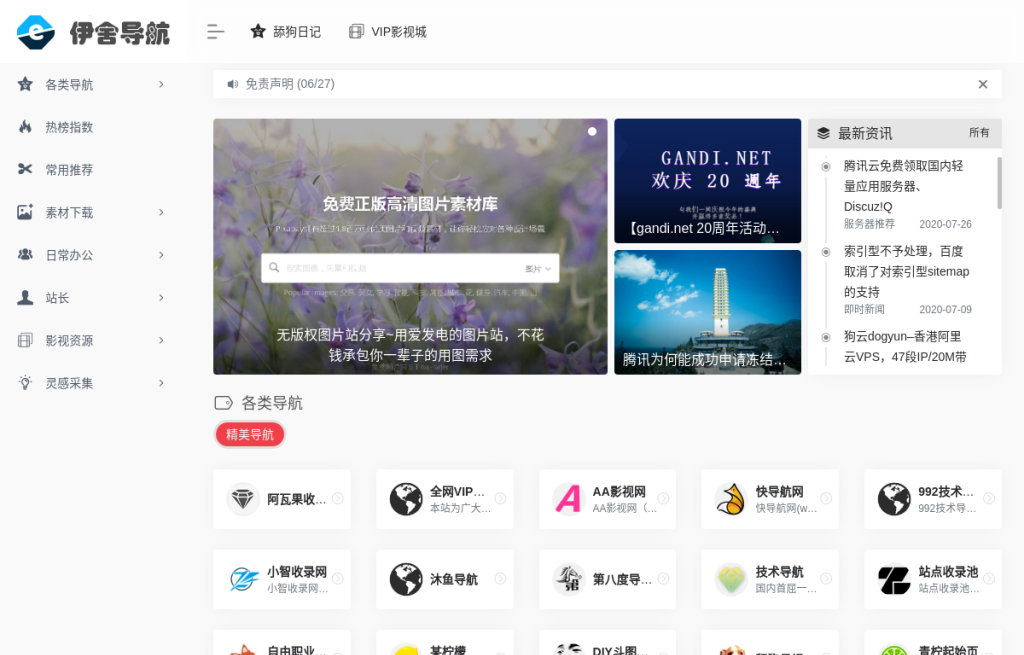 伊舍导航
舔狗日记
VIP影视城
各类导航
热榜指数
常用推荐
素材下载
日常办公
站长
影视资源
灵感采集
免责声明 (06/27)
免费正版高清图片素材库
图片
无版权图片站分享~用爱发电的图片站，不花
钱承包你一辈子的用图需求
GANDI.NET
欢庆 20 週年
【gandi.net 20周年活动...
腾讯为何能成功申请冻结...
最新资讯
所有
腾讯云免费领取国内轻
量应用服务器、
Discuz!Q
服务器推荐 2020-07-26
索引型不予处理，百度
取消了对索引型sitemap
的支持
即时新闻 2020-07-09
狗云dogyun–香港阿里
云VPS，47段IP/20M带
各类导航
精美导航
阿瓦果收...
全网VIP...
本站为广大...
AA影视网
AA影视网（...
快导航网
快导航网(w...
992技术...
992技术导...
小智收录网
小智收录网...
沐鱼导航
第八度导...
技术导航
国内首屈一...
站点收录池
站点收录池...
自由职业...
某柠檬
DIY斗图...
青柠起始页